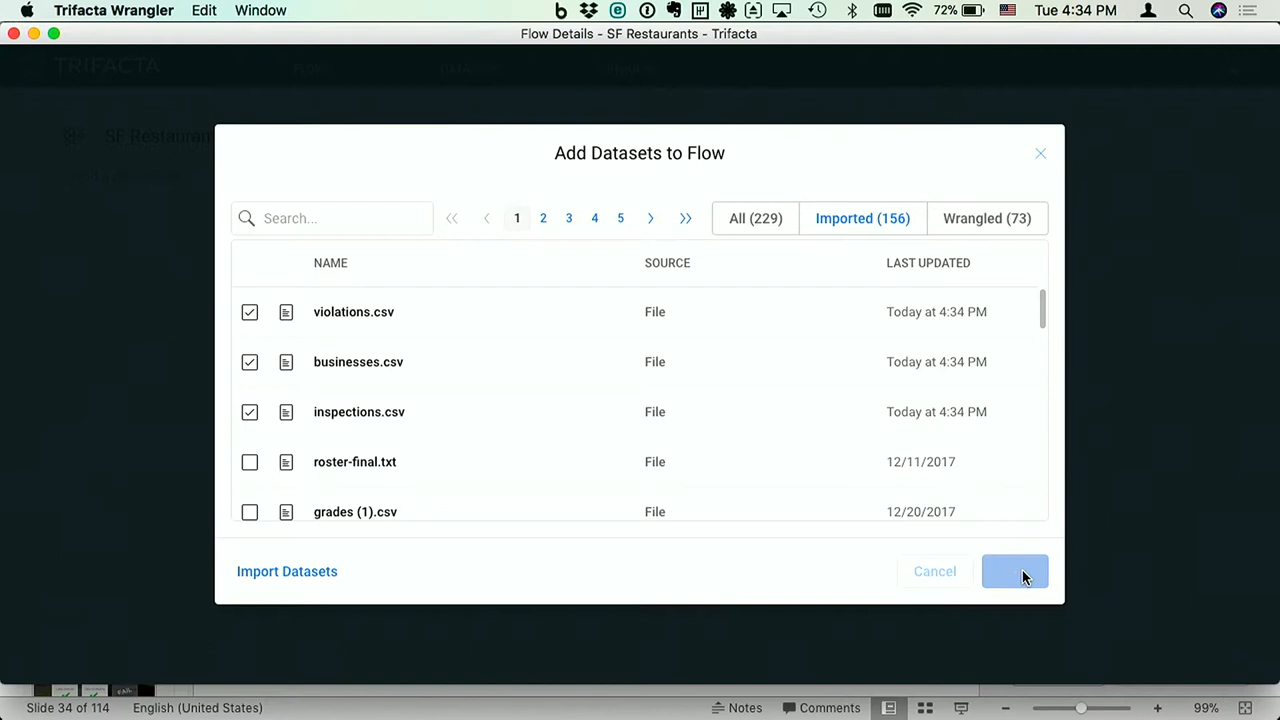 Trifacta Wrangler Edit Window 72% Tue 4:34 PM
Flow Details - SF Restaurants - Trifacta
TRIFACTA
SF Restauran
Add Datasets to Flow
Search... 1 2 3 4 5 All (229) Imported (156) Wrangled (73)
NAME SOURCE LAST UPDATED
violations.csv File Today at 4:34 PM
businesses.csv File Today at 4:34 PM
inspections.csv File Today at 4:34 PM
roster-final.txt File 12/11/2017
grades (1).csv File 12/20/2017
Import Datasets Cancel
Slide 34 of 114 English (United States) Notes Comments 99%